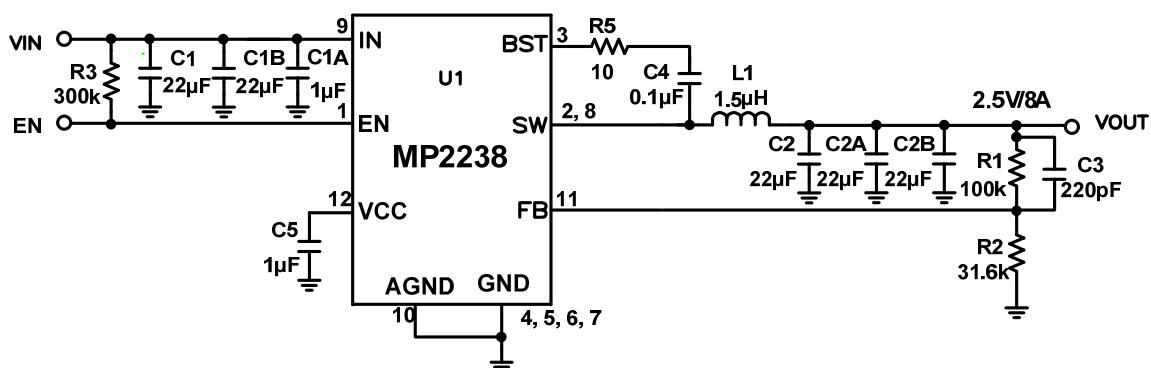 VIN
9
IN
R3
300k
C1
22µF
C1B
22µF
C1A
1µF
EN
1
EN
12
VCC
C5
1µF
U1
MP2238
AGND
10
GND
4, 5, 6, 7
BST
3
R5
10
C4
0.1µF
SW
2, 8
L1
1.5µH
FB
11
C2
22µF
C2A
22µF
C2B
22µF
2.5V/8A
VOUT
R1
100k
C3
220pF
R2
31.6k